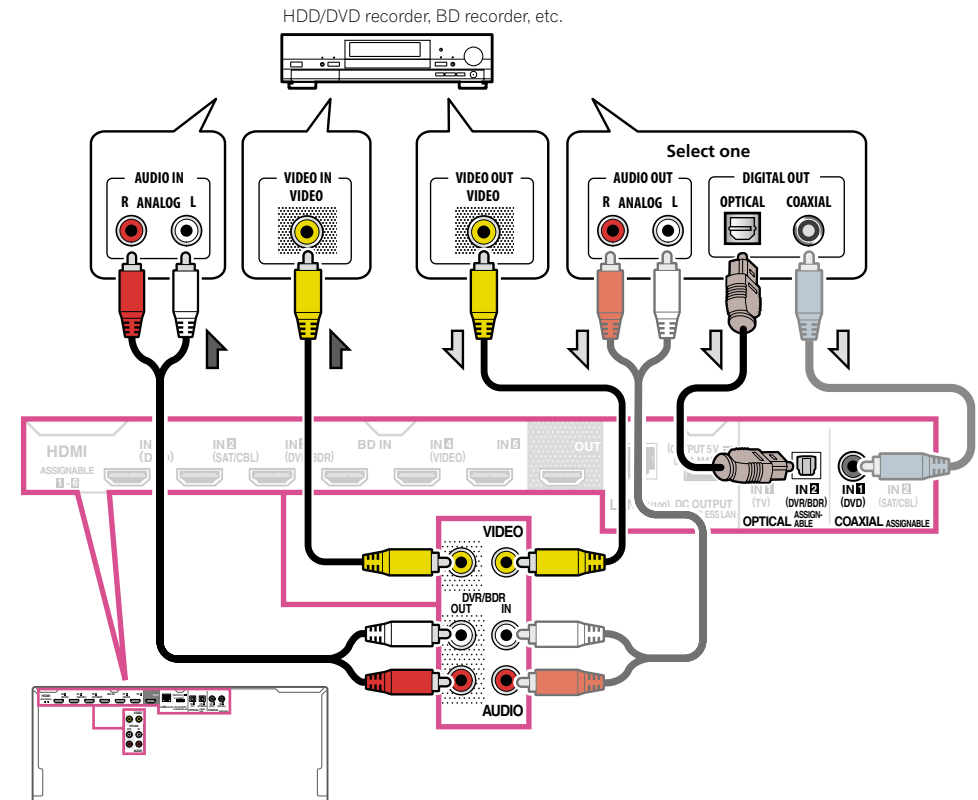 HDD/DVD recorder, BD recorder, etc.
Select one
AUDIO IN
R ANALOG L
VIDEO IN
VIDEO
VIDEO OUT
VIDEO
AUDIO OUT
R ANALOG L
DIGITAL OUT
OPTICAL COAXIAL
HDMI
ASSIGNABLE
1 - 6
IN
IN 2
(SAT/CBL)
IN
BD IN
IN 4
(VIDEO)
IN 6
OUT
DC OUTPUT
IN 1
(TV)
IN 2
(DVR/BDR)
OPTICAL ASSIGN-
ABLE
IN 1
(DVD)
IN 2
(SAT/CBL)
COAXIAL ASSIGNABLE
VIDEO
DVR/BDR
OUT IN
AUDIO